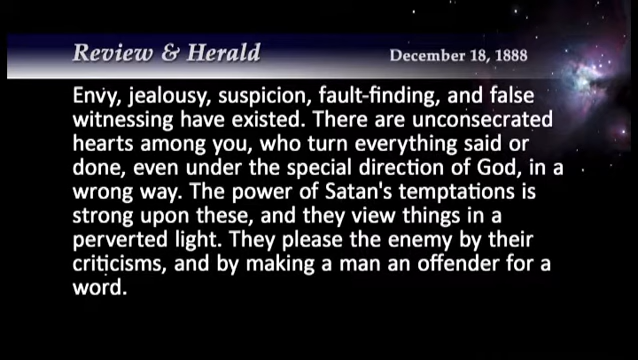 Review & Herald
December 18, 1888
Envy, jealousy, suspicion, fault-finding, and false
witnessing have existed. There are unconsecrated
hearts among you, who turn everything said or
done, even under the special direction of God, in a
wrong way. The power of Satan's temptations is
strong upon these, and they view things in a
perverted light. They please the enemy by their
criticisms, and by making a man an offender for a
word.